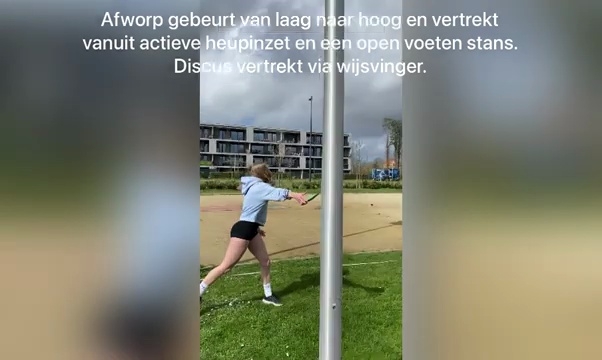 Afworp gebeurt van laag naar hoog en vertrekt
vanuit actieve heupinzet en een open voeten stans.
Discus vertrekt via wijsvinger.